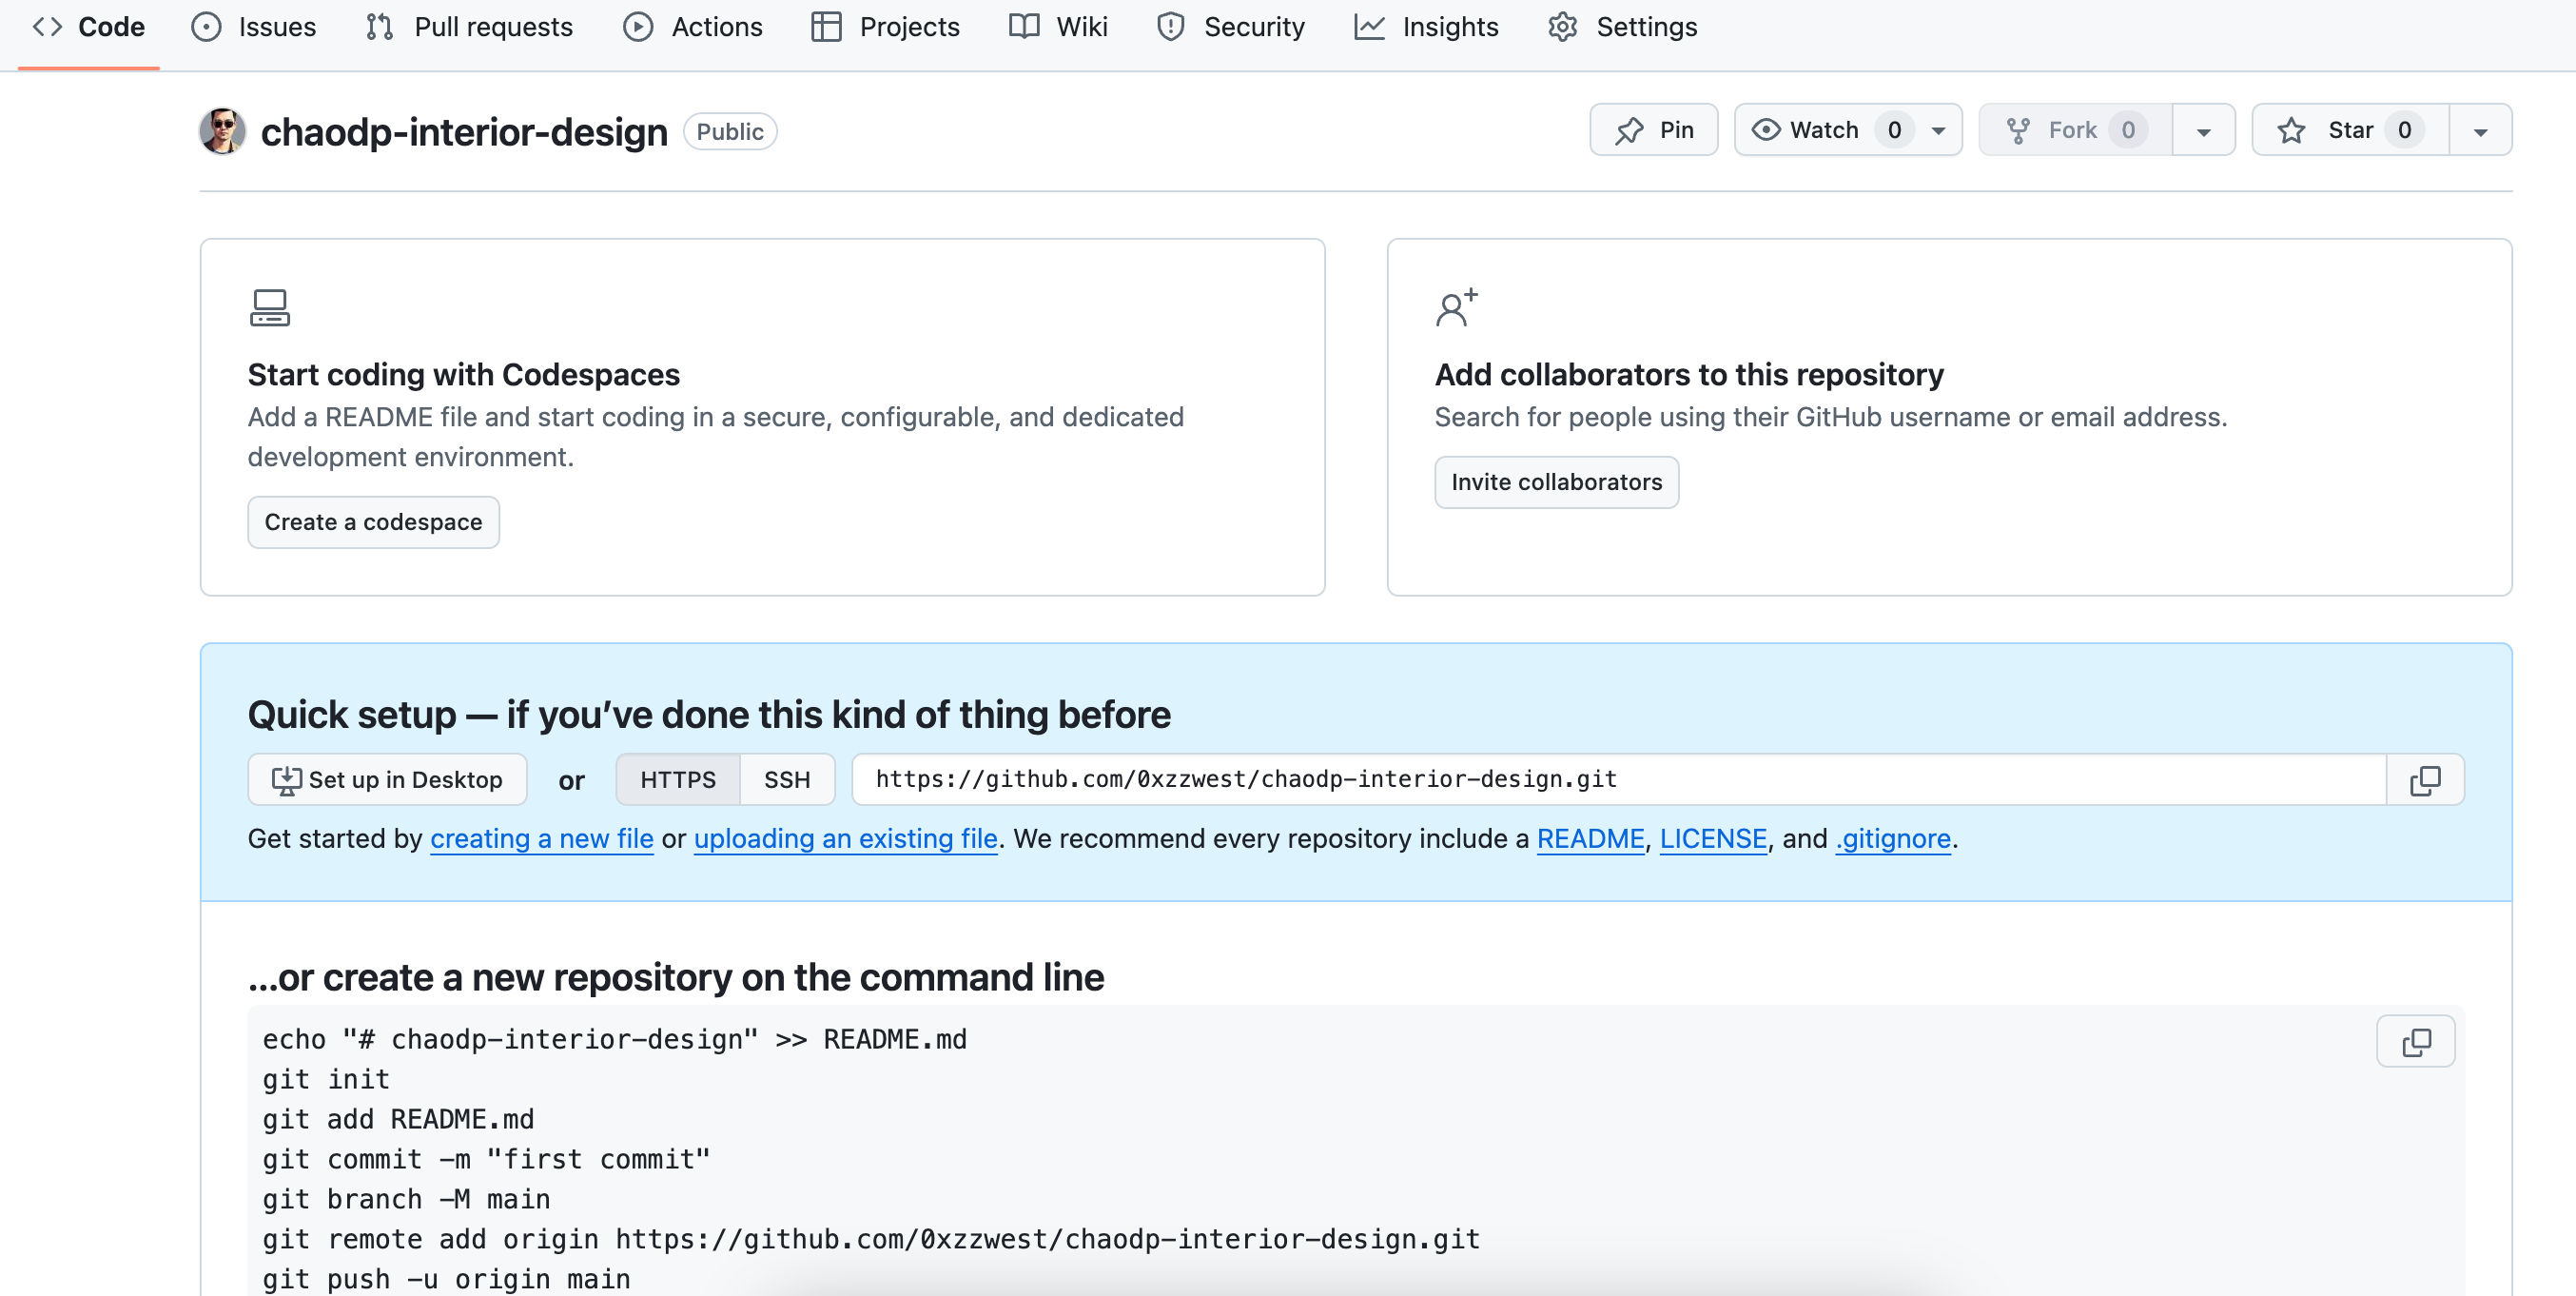 Code Issues Pull requests Actions Projects Wiki Security Insights Settings
chaodp-interior-design Public Pin Watch 0 Fork 0 Star 0
Start coding with Codespaces
Add a README file and start coding in a secure, configurable, and dedicated
development environment.
Create a codespace
Add collaborators to this repository
Search for people using their GitHub username or email address.
Invite collaborators
Quick setup — if you’ve done this kind of thing before
Set up in Desktop or HTTPS SSH https://github.com/0xzzwest/chaodp-interior-design.git
Get started by creating a new file or uploading an existing file. We recommend every repository include a README, LICENSE, and .gitignore.
…or create a new repository on the command line
echo "# chaodp-interior-design" >> README.md
git init
git add README.md
git commit -m "first commit"
git branch -M main
git remote add origin https://github.com/0xzzwest/chaodp-interior-design.git
git push -u origin main